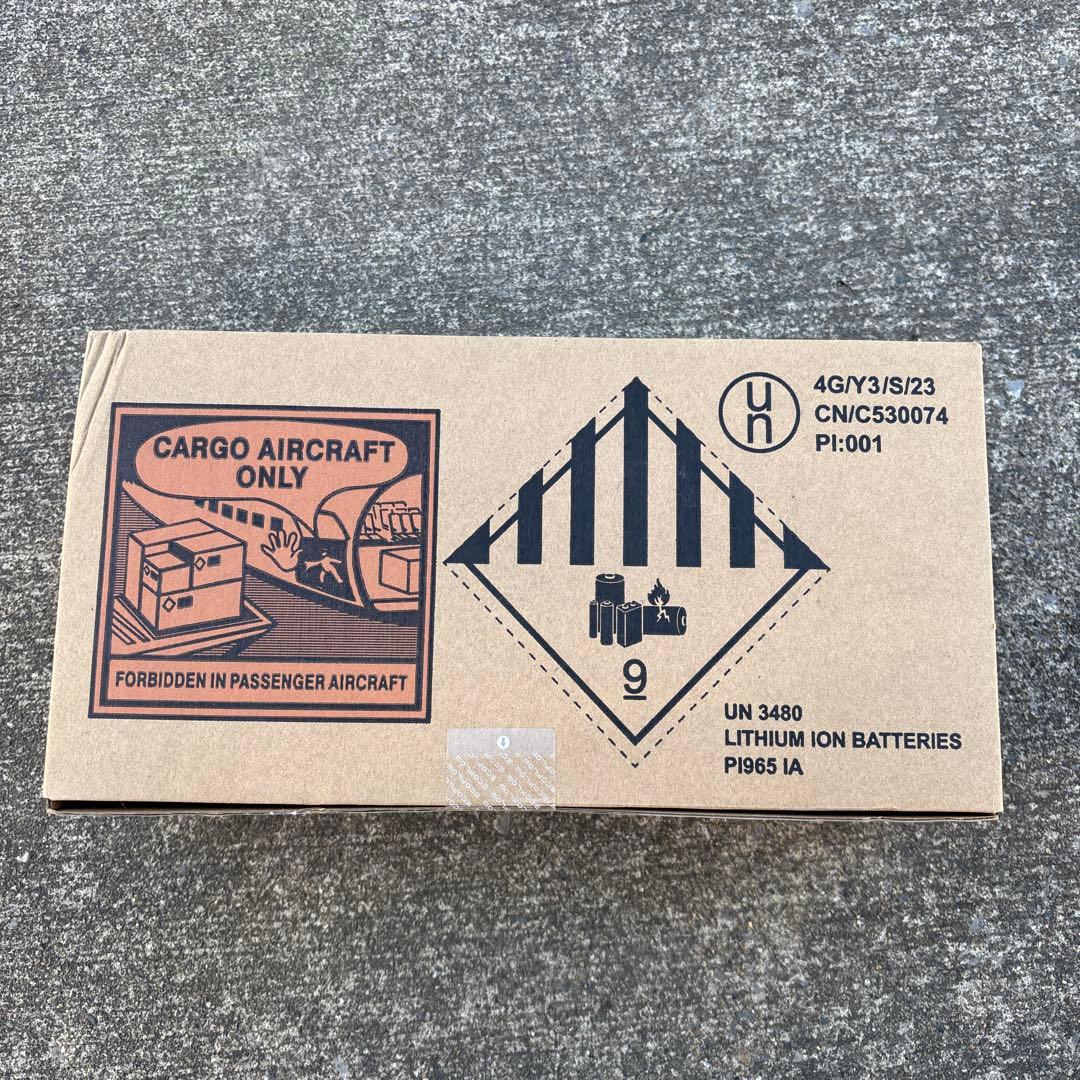 CARGO AIRCRAFT
ONLY
FORBIDDEN IN PASSENGER AIRCRAFT
9
un
4G/Y3/S/23
CN/C530074
PI:001
UN 3480
LITHIUM ION BATTERIES
PI965 IA